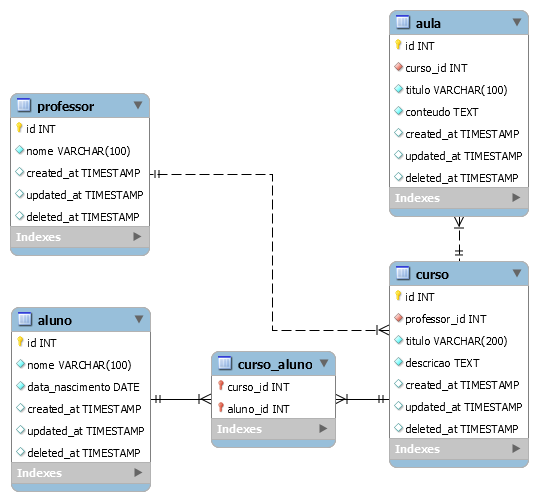 aula
id INT
curso_id INT
titulo VARCHAR(100)
conteudo TEXT
created_at TIMESTAMP
updated_at TIMESTAMP
deleted_at TIMESTAMP
Indexes
professor
id INT
nome VARCHAR(100)
created_at TIMESTAMP
updated_at TIMESTAMP
deleted_at TIMESTAMP
Indexes
curso
id INT
professor_id INT
titulo VARCHAR(200)
descricao TEXT
created_at TIMESTAMP
updated_at TIMESTAMP
deleted_at TIMESTAMP
Indexes
aluno
id INT
nome VARCHAR(100)
data_nascimento DATE
created_at TIMESTAMP
updated_at TIMESTAMP
deleted_at TIMESTAMP
Indexes
curso_aluno
curso_id INT
aluno_id INT
Indexes